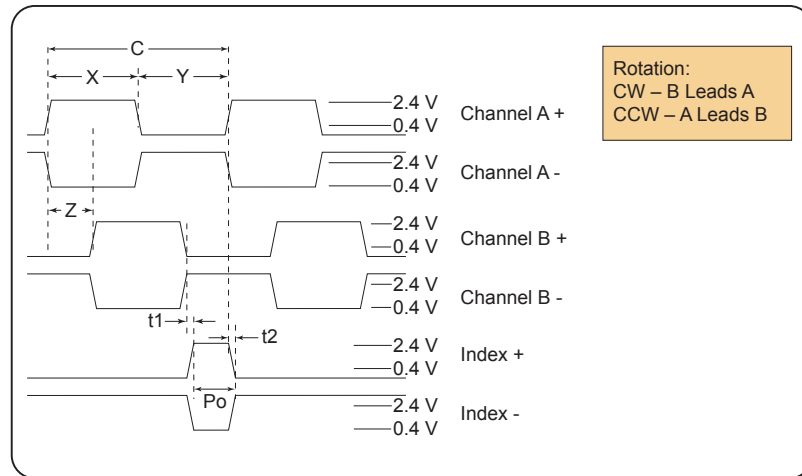 C
X Y
Rotation:
CW – B Leads A
CCW – A Leads B
2.4 V
0.4 V
Channel A +
2.4 V
0.4 V
Channel A -
Z
2.4 V
0.4 V
Channel B +
2.4 V
0.4 V
Channel B -
t1
t2
2.4 V
0.4 V
Index +
Po
2.4 V
0.4 V
Index -